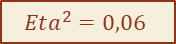 Eta² = 0,06